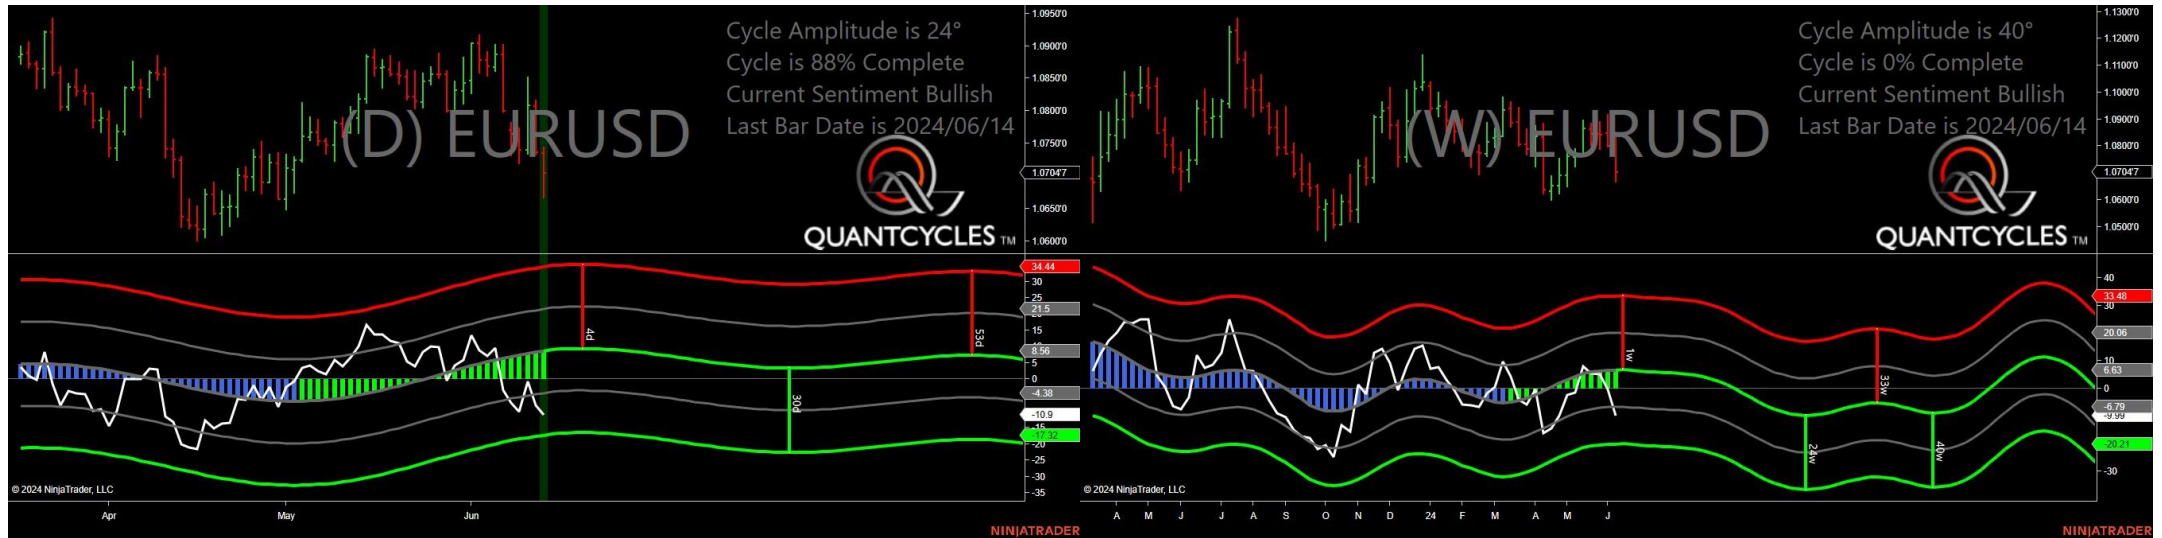 Cycle Amplitude is 24°
Cycle is 88% Complete
Current Sentiment Bullish
Last Bar Date is 2024/06/14
(D) EURUSD
QUANTCYCLES TM
1.0950'0
1.0900'0
1.0850'0
1.0800'0
1.0750'0
1.0704'7
1.0650'0
1.0600'0
34.44
30
25
21.5
15
8.56
5
0
-4.38
-10.9
-15
-17.32
-20
-25
-30
-35
4d
30d
53d
© 2024 NinjaTrader, LLC
Apr
May
Jun
NINJATRADER
Cycle Amplitude is 40°
Cycle is 0% Complete
Current Sentiment Bullish
Last Bar Date is 2024/06/14
(W) EURUSD
QUANTCYCLES TM
1.1300'0
1.1200'0
1.1100'0
1.1000'0
1.0900'0
1.0800'0
1.0704'7
1.0600'0
1.0500'0
40
33.48
30
20.06
10
6.63
0
-6.79
-9.99
-20.21
-30
1w
24w
33w
40w
© 2024 NinjaTrader, LLC
A
M
J
J
A
S
O
N
D
24
F
M
A
M
J
NINJATRADER